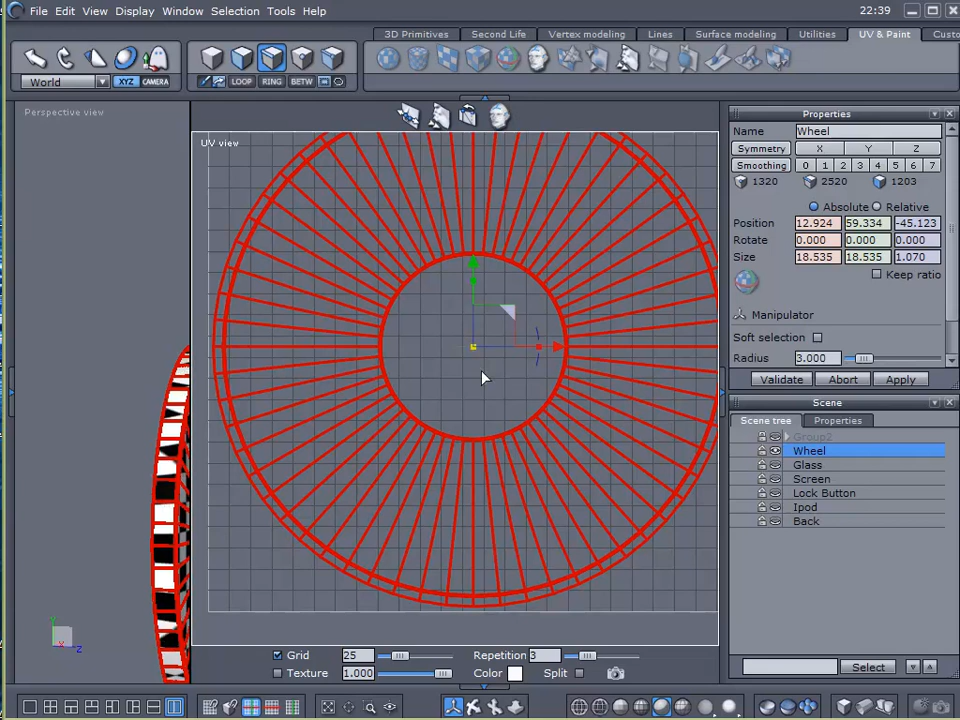 File Edit View Display Window Selection Tools Help 22:39
3D Primitives Second Life Vertex modeling Lines Surface modeling Utilities UV & Paint Custo
World XYZ CAMERA LOOP RING BETW
Perspective view
UV view
Properties
Name Wheel
Symmetry X Y Z
Smoothing 0 1 2 3 4 5 6 7
1320 2520 1203
Absolute Relative
Position 12.924 59.334 -45.123
Rotate 0.000 0.000 0.000
Size 18.535 18.535 1.070
Keep ratio
Manipulator
Soft selection
Radius 3.000
Validate Abort Apply
Scene
Scene tree Properties
Group2
Wheel
Glass
Screen
Lock Button
Ipod
Back
Y
X Z
Grid 25 Repetition 3
Texture 1.000 Color Split
Select